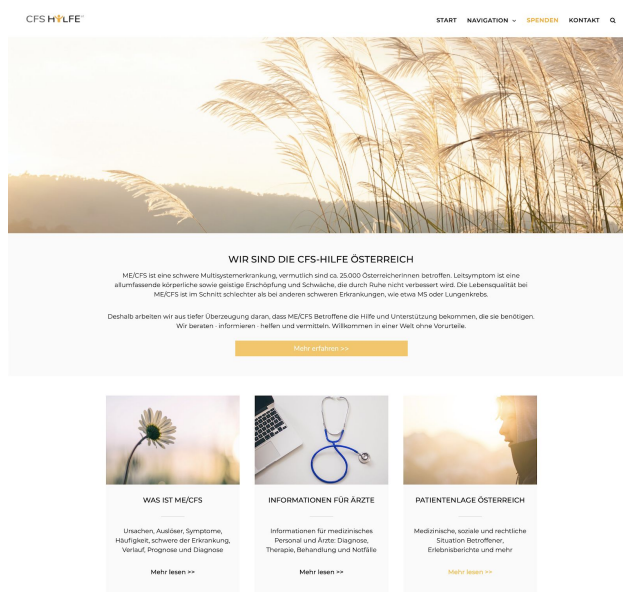 CFS HILFE
START NAVIGATION SPENDEN KONTAKT
WIR SIND DIE CFS-HILFE ÖSTERREICH
ME/CFS ist eine schwere Multisystemerkrankung, vermutlich sind ca. 25.000 ÖsterreicherInnen betroffen. Leitsymptom ist eine
allumfassende körperliche sowie geistige Erschöpfung und Schwäche, die durch Ruhe nicht verbessert wird. Die Lebensqualität bei
ME/CFS ist im Schnitt schlechter als bei anderen schweren Erkrankungen, wie etwa MS oder Lungenkrebs.
Deshalb arbeiten wir aus tiefer Überzeugung daran, dass ME/CFS Betroffene die Hilfe und Unterstützung bekommen, die sie benötigen.
Wir beraten - informieren - helfen und vermitteln. Willkommen in einer Welt ohne Vorurteile.
Mehr erfahren >>
WAS IST ME/CFS
Ursachen, Auslöser, Symptome,
Häufigkeit, schwere der Erkrankung,
Verlauf, Prognose und Diagnose
Mehr lesen >>
INFORMATIONEN FÜR ÄRZTE
Informationen für medizinisches
Personal und Ärzte: Diagnose,
Therapie, Behandlung und Notfälle
Mehr lesen >>
PATIENTENLAGE ÖSTERREICH
Medizinische, soziale und rechtliche
Situation Betroffener,
Erlebnisberichte und mehr
Mehr lesen >>